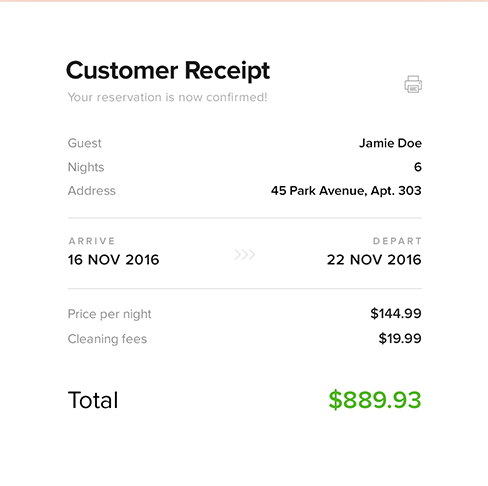 Customer Receipt
Your reservation is now confirmed!
Guest Jamie Doe
Nights 6
Address 45 Park Avenue, Apt. 303
ARRIVE DEPART
16 NOV 2016 22 NOV 2016
Price per night $144.99
Cleaning fees $19.99
Total $889.93